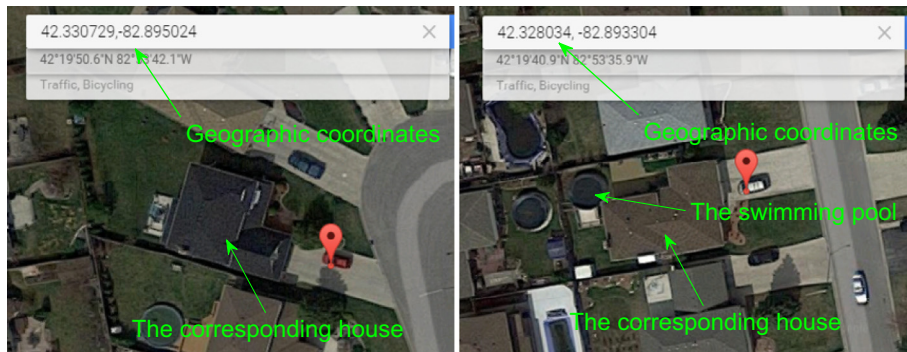 42.330729,-82.895024
42°19'50.6"N 82°53'42.1"W
Traffic, Bicycling
Geographic coordinates
The corresponding house
42.328034, -82.893304
42°19'40.9"N 82°53'35.9"W
Traffic, Bicycling
Geographic coordinates
The swimming pool
The corresponding house